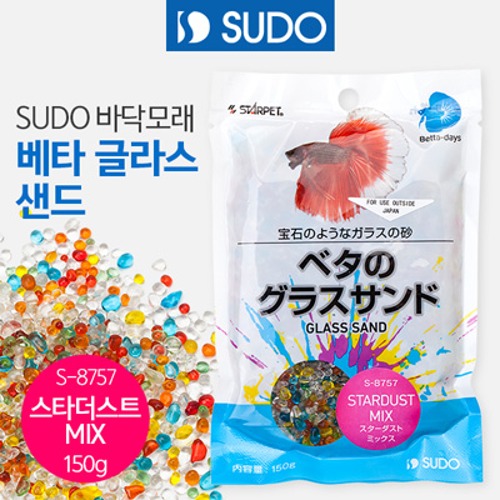 SUDO
SUDO 바닥모래
베타 글라스
샌드
S-8757
스타더스트
MIX
150g
STARPET
Betta-days
FOR USE OUTSIDE
JAPAN
宝石のようなガラスの砂
ベタの
グラスサンド
GLASS SAND
S-8757
STARDUST
MIX
スターダスト
ミックス
内容量:150g
SUDO